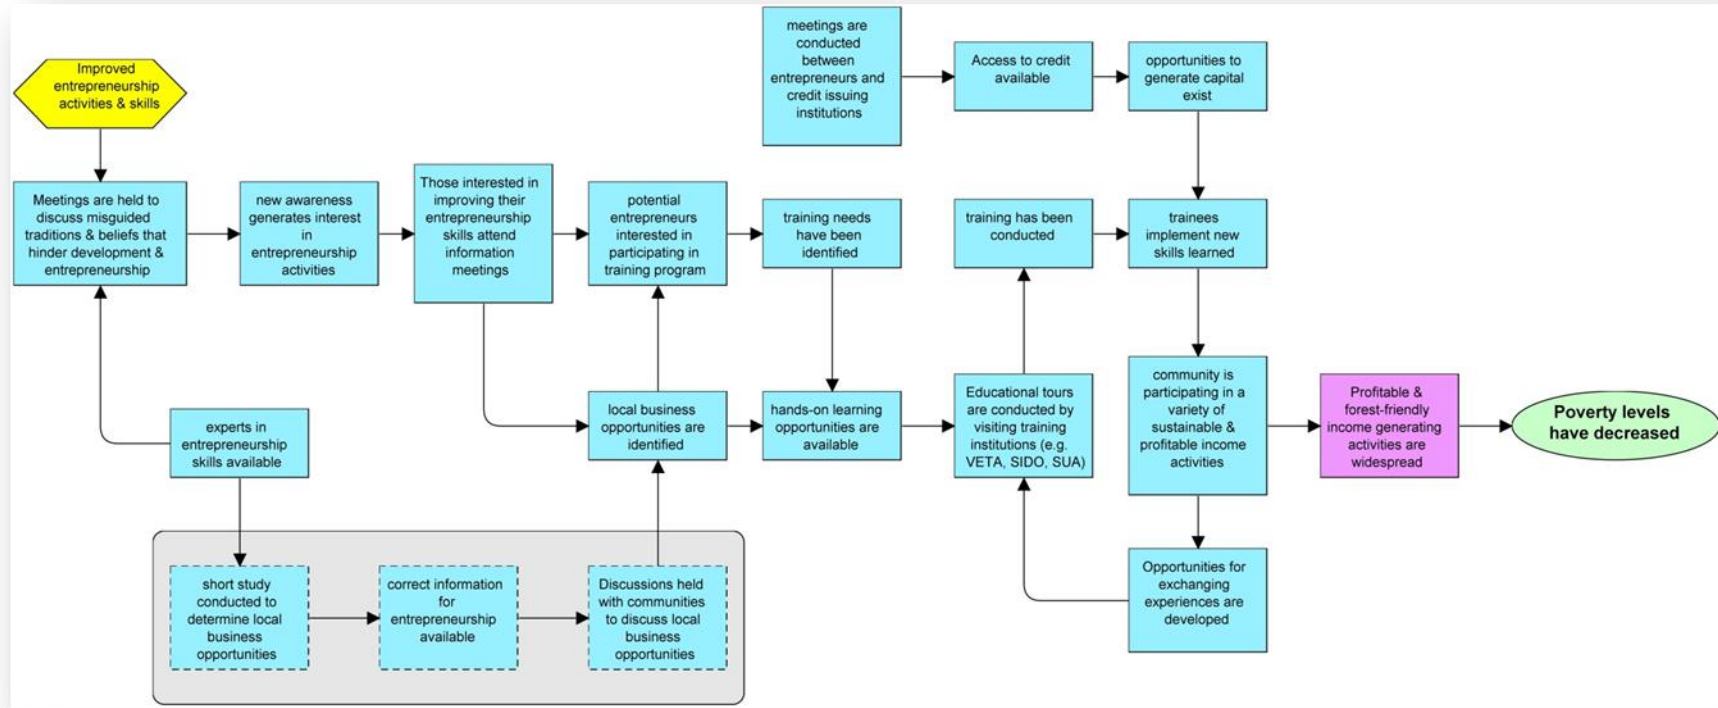 meetings are
conducted
between
entrepreneurs and
credit issuing
institutions
Access to credit
available
opportunities to
generate capital
exist
Improved
entrepreneurship
activities & skills
Meetings are held to
discuss misguided
traditions & beliefs that
hinder development &
entrepreneurship
new awareness
generates interest
in
entrepreneurship
activities
Those interested in
improving their
entrepreneurship
skills attend
information
meetings
potential
entrepreneurs
interested in
participating in
training program
training needs
have been
identified
training has been
conducted
trainees
implement new
skills learned
experts in
entrepreneurship
skills available
local business
opportunities are
identified
hands-on learning
opportunities are
available
Educational tours
are conducted by
visiting training
institutions (e.g.
VETA, SIDO, SUA)
community is
participating in a
variety of
sustainable &
profitable income
activities
Profitable &
forest-friendly
income generating
activities are
widespread
Poverty levels
have decreased
short study
conducted to
determine local
business
opportunities
correct information
for
entrepreneurship
available
Discussions held
with communities
to discuss local
business
opportunities
Opportunities for
exchanging
experiences are
developed